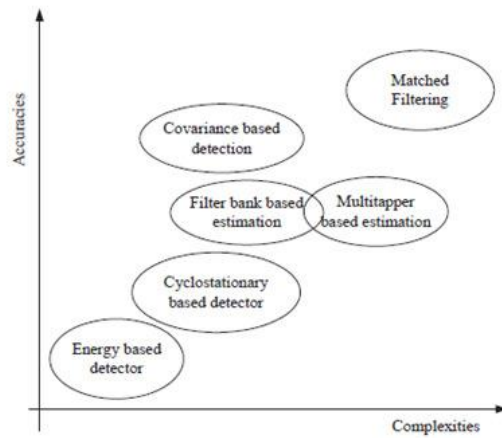 Accuracies
Matched
Filtering
Covariance based
detection
Filter bank based
estimation
Multitapper
based estimation
Cyclostationary
based detector
Energy based
detector
Complexities